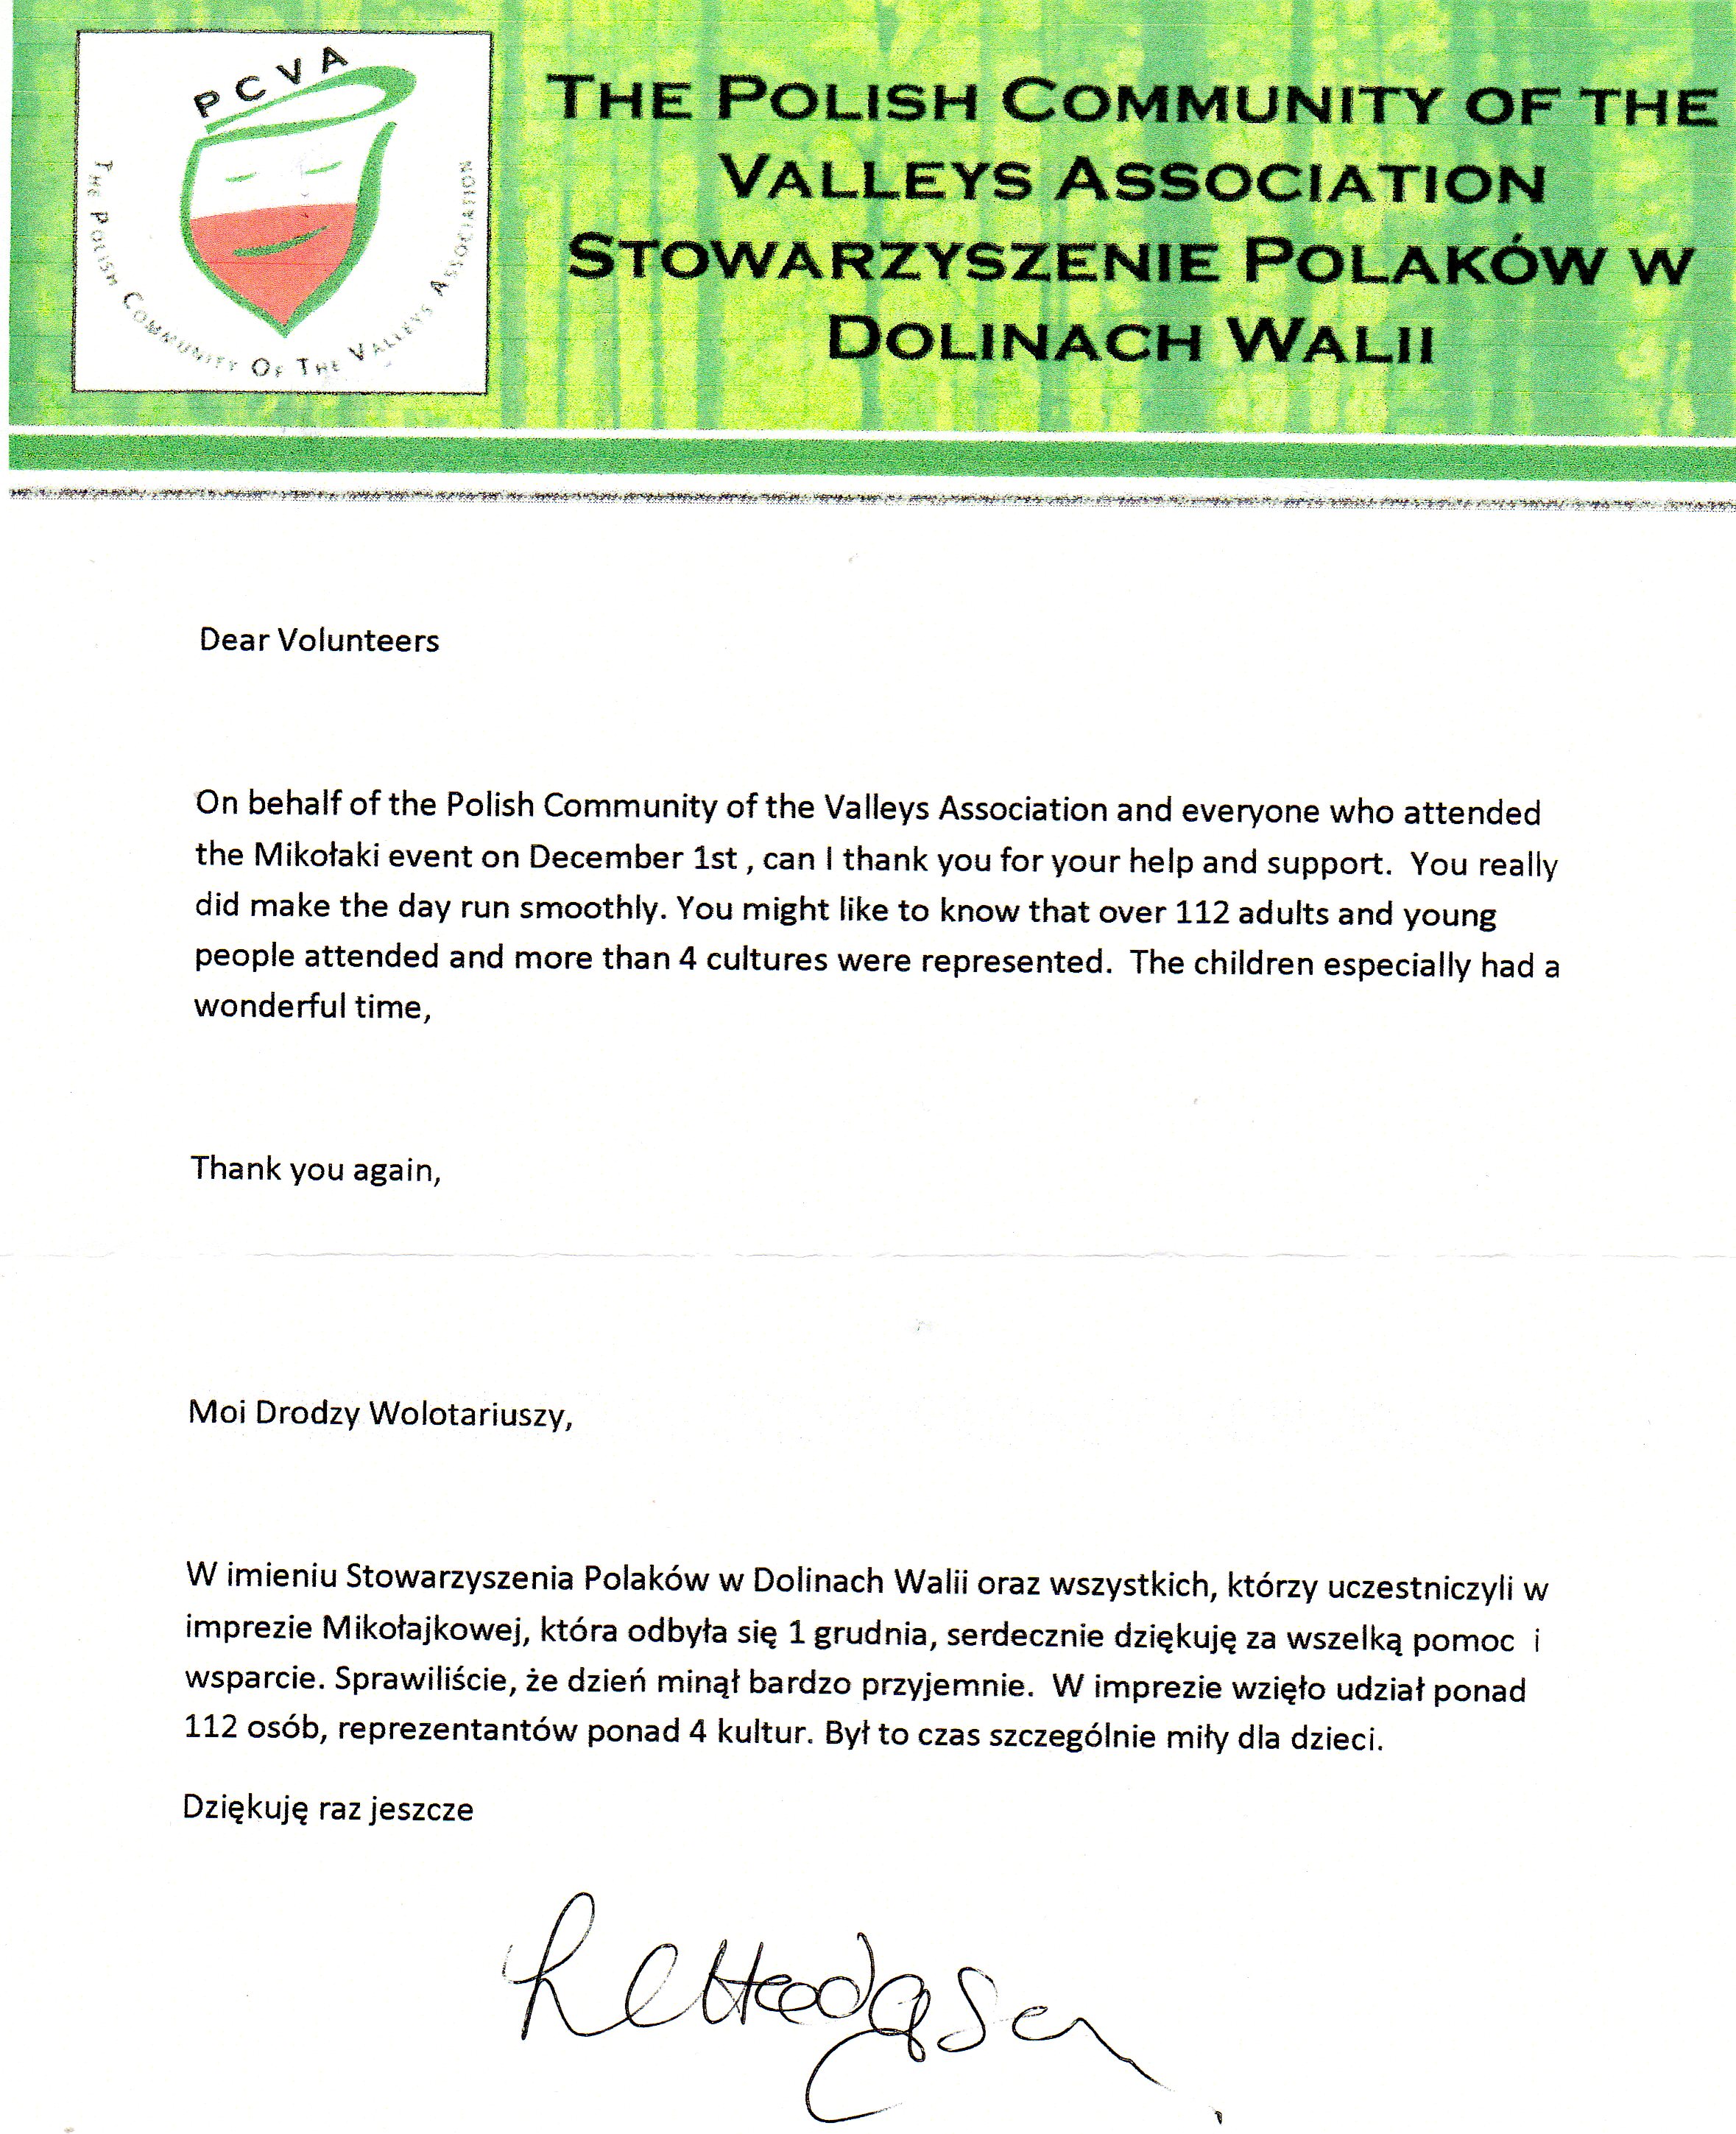 PCVA
THE POLISH COMMUNITY OF THE VALLEYS ASSOCIATION
THE POLISH COMMUNITY OF THE
VALLEYS ASSOCIATION
STOWARZYSZENIE POLAKÓW W
DOLINACH WALII
Dear Volunteers
On behalf of the Polish Community of the Valleys Association and everyone who attended
the Mikołaki event on December 1st , can I thank you for your help and support.  You really
did make the day run smoothly. You might like to know that over 112 adults and young
people attended and more than 4 cultures were represented.  The children especially had a
wonderful time,
Thank you again,
Moi Drodzy Wolotariuszy,
W imieniu Stowarzyszenia Polaków w Dolinach Walii oraz wszystkich, którzy uczestniczyli w
imprezie Mikołajkowej, która odbyła się 1 grudnia, serdecznie dziękuję za wszelką pomoc  i
wsparcie. Sprawiliście, że dzień minął bardzo przyjemnie.  W imprezie wzięło udział ponad
112 osób, reprezentantów ponad 4 kultur. Był to czas szczególnie miły dla dzieci.
Dziękuję raz jeszcze